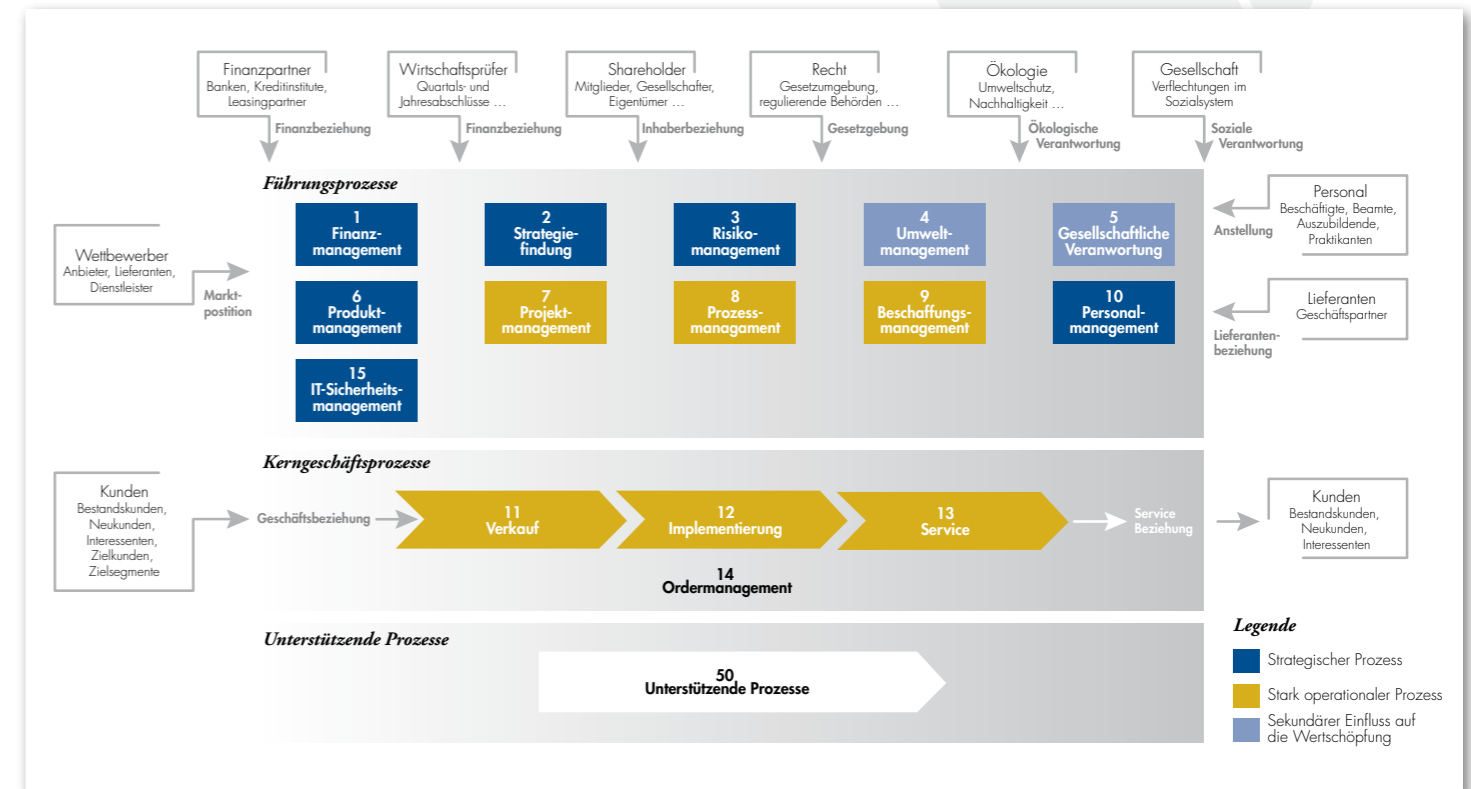 Finanzpartner
Banken, Kreditinstitute,
Leasingpartner
Wirtschaftsprüfer
Quartals- und
Jahresabschlüsse ...
Shareholder
Mitglieder, Gesellschafter,
Eigentümer ...
Recht
Gesetzumgebung,
regulierende Behörden ...
Ökologie
Umweltschutz,
Nachhaltigkeit ...
Gesellschaft
Verflechtungen im
Sozialsystem
Finanzbeziehung
Finanzbeziehung
Inhaberbeziehung
Gesetzgebung
Ökologische
Verantwortung
Soziale
Verantwortung
Führungsprozesse
1
Finanz-
management
2
Strategie-
findung
3
Risiko-
management
4
Umwelt-
management
5
Gesellschaftliche
Veranwortung
Personal
Beschäftigte, Beamte,
Auszubildende,
Praktikanten
Anstellung
Wettbewerber
Anbieter, Lieferanten,
Dienstleister
Markt-
postition
6
Produkt-
management
7
Projekt-
management
8
Prozess-
managament
9
Beschaffungs-
management
10
Personal-
management
Lieferanten
Geschäftspartner
Lieferanten-
beziehung
15
IT-Sicherheits-
management
Kerngeschäftsprozesse
Kunden
Bestandskunden,
Neukunden,
Interessenten,
Zielkunden,
Zielsegmente
Geschäftsbeziehung
11
Verkauf
12
Implementierung
13
Service
Service
Beziehung
Kunden
Bestandskunden,
Neukunden,
Interessenten
14
Ordermanagement
Unterstützende Prozesse
50
Unterstützende Prozesse
Legende
Strategischer Prozess
Stark operationaler Prozess
Sekundärer Einfluss auf
die Wertschöpfung